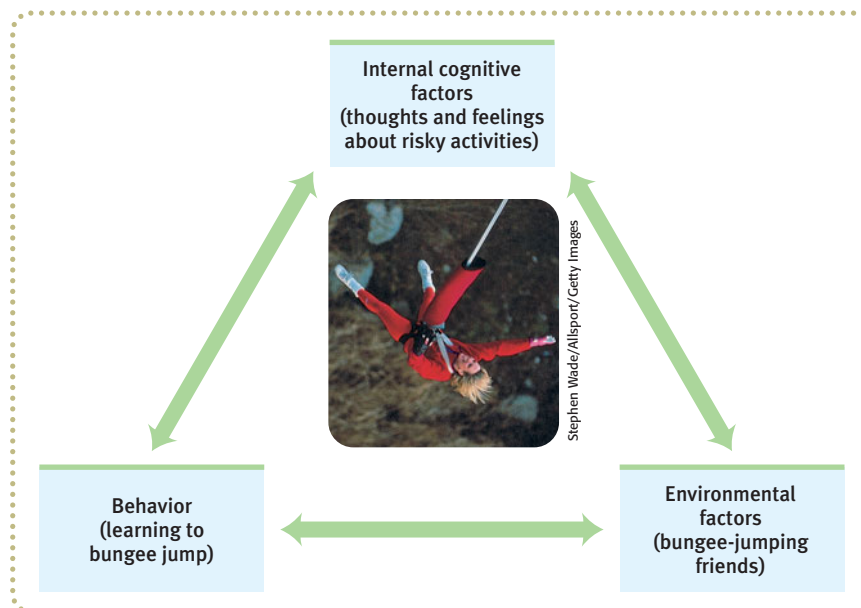 Internal cognitive
factors
(thoughts and feelings
about risky activities)
Stephen Wade/Allsport/Getty Images
Behavior
(learning to
bungee jump)
Environmental
factors
(bungee-jumping
friends)